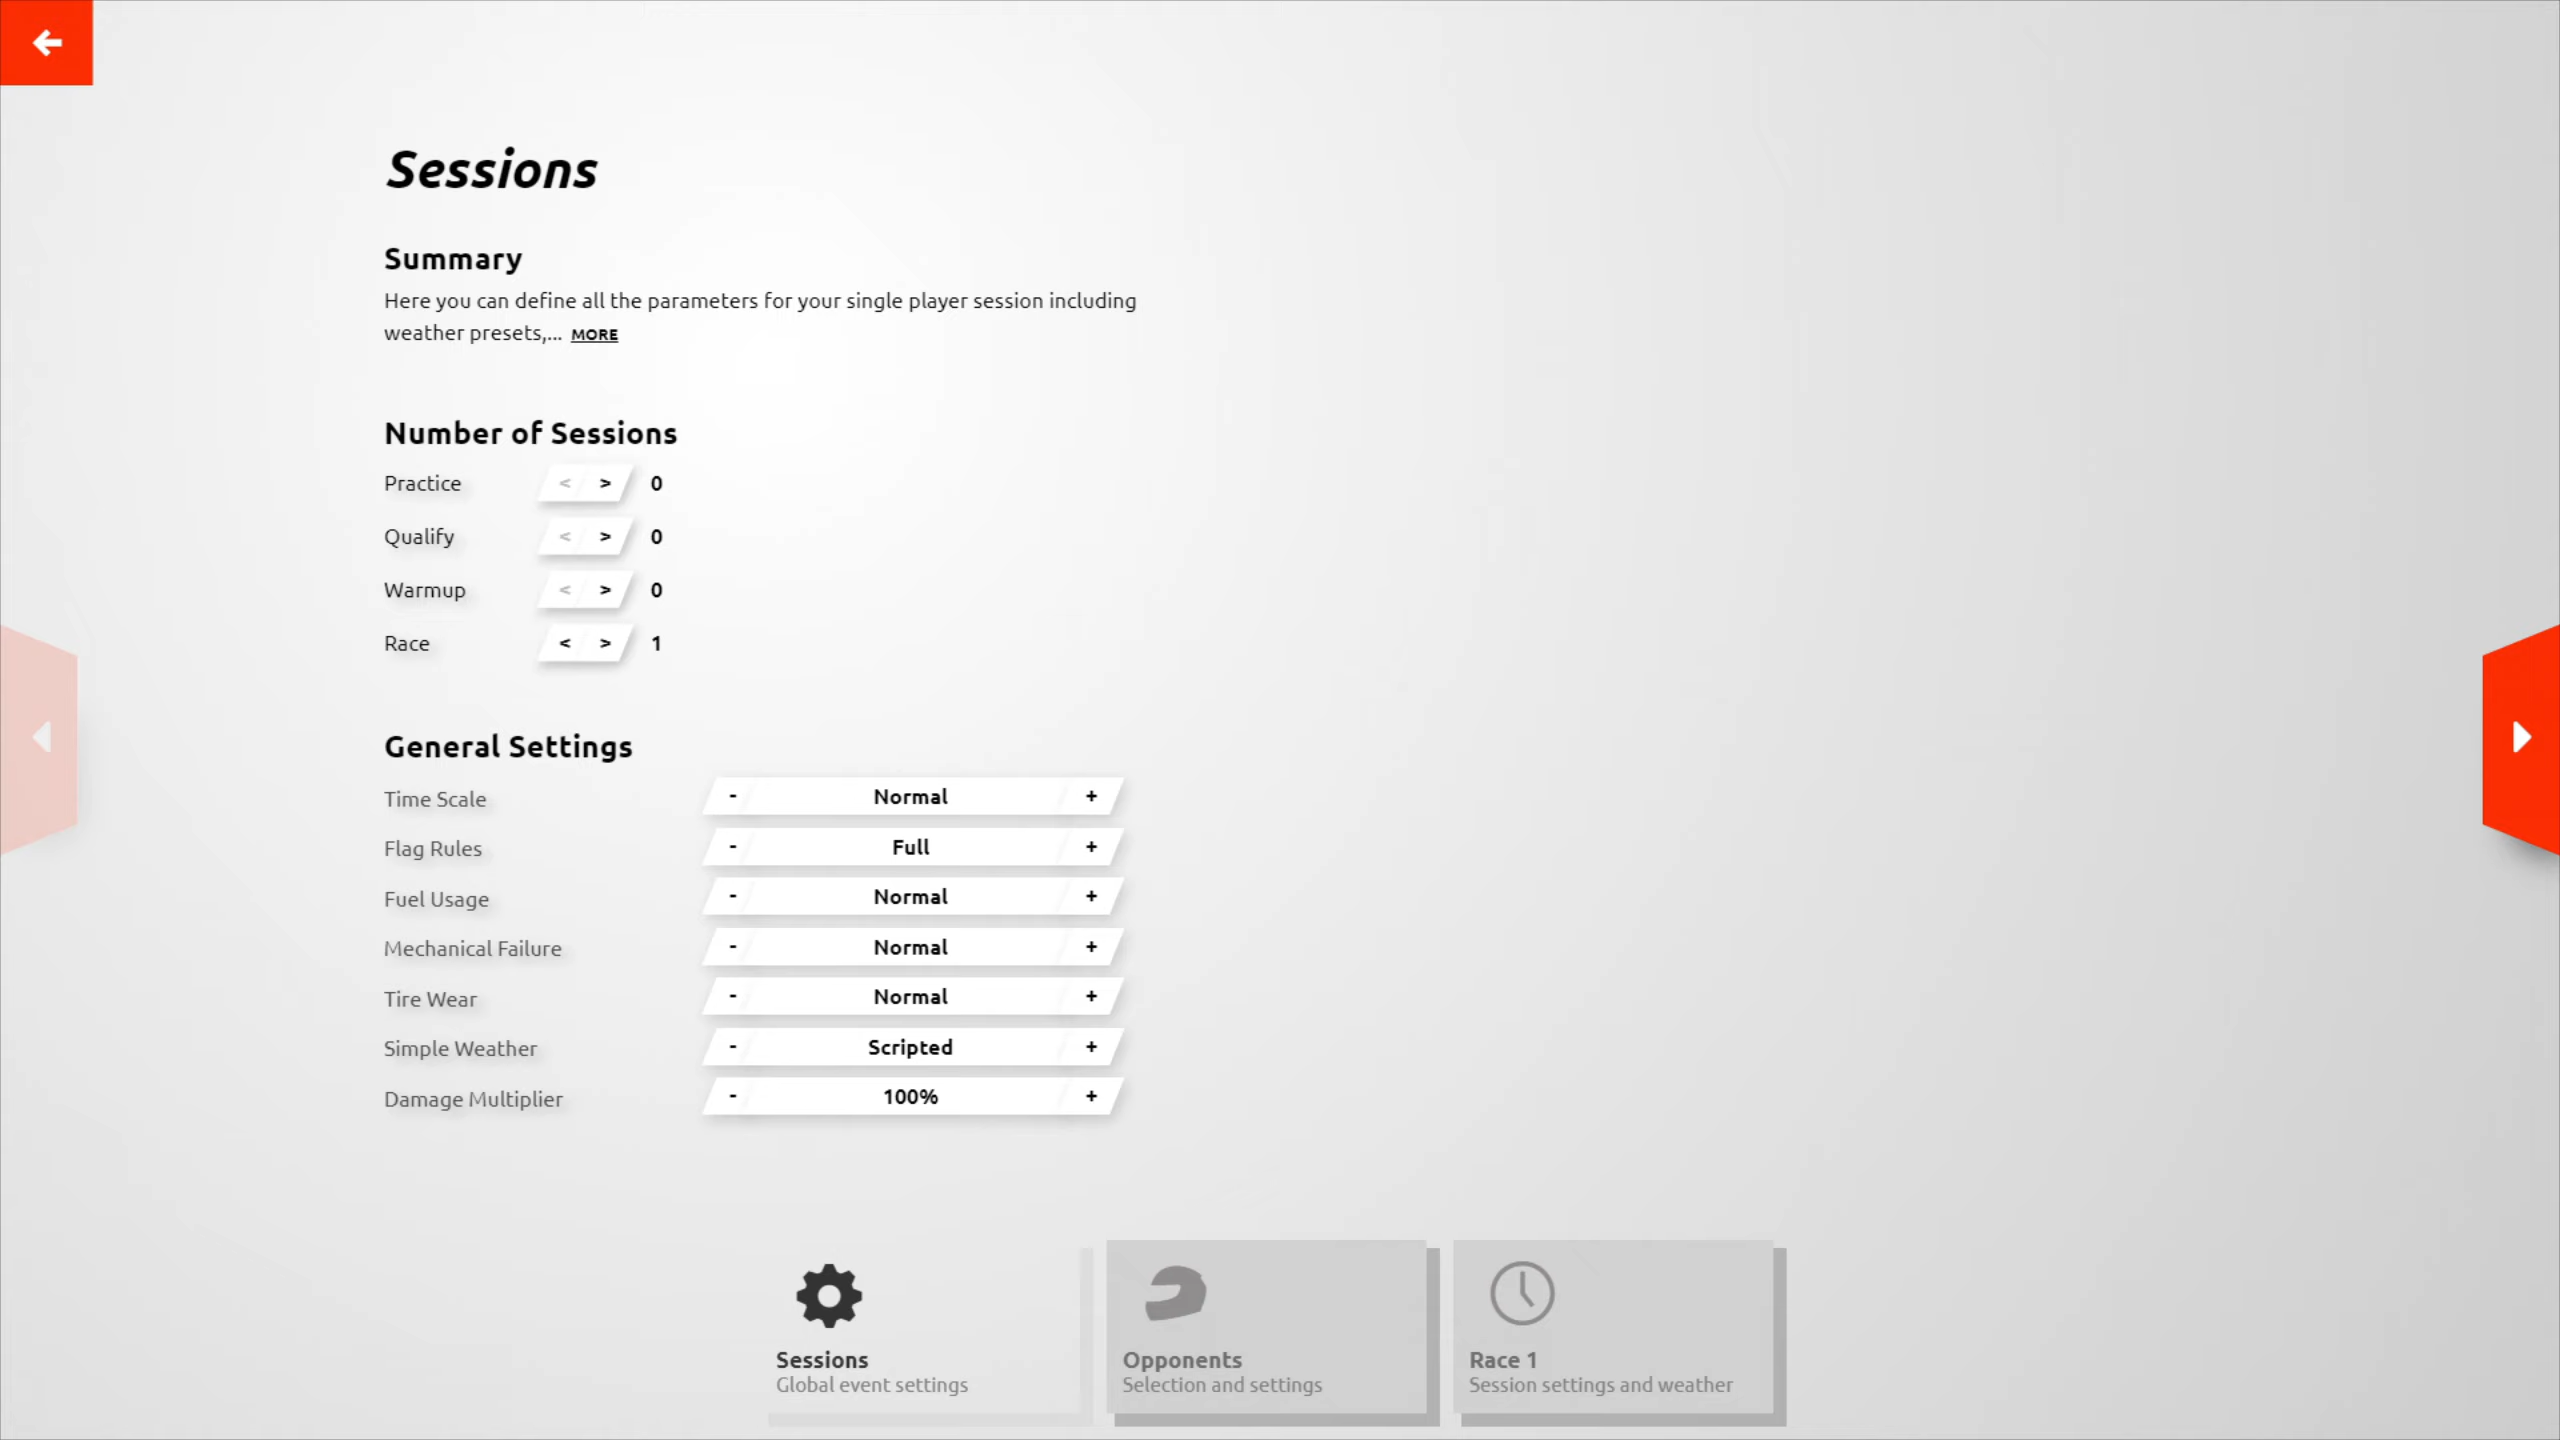 Sessions
Summary
Here you can define all the parameters for your single player session including
weather presets,... MORE
Number of Sessions
Practice < > 0
Qualify < > 0
Warmup < > 0
Race < > 1
General Settings
Time Scale - Normal +
Flag Rules - Full +
Fuel Usage - Normal +
Mechanical Failure - Normal +
Tire Wear - Normal +
Simple Weather - Scripted +
Damage Multiplier - 100% +
Sessions
Global event settings
Opponents
Selection and settings
Race 1
Session settings and weather